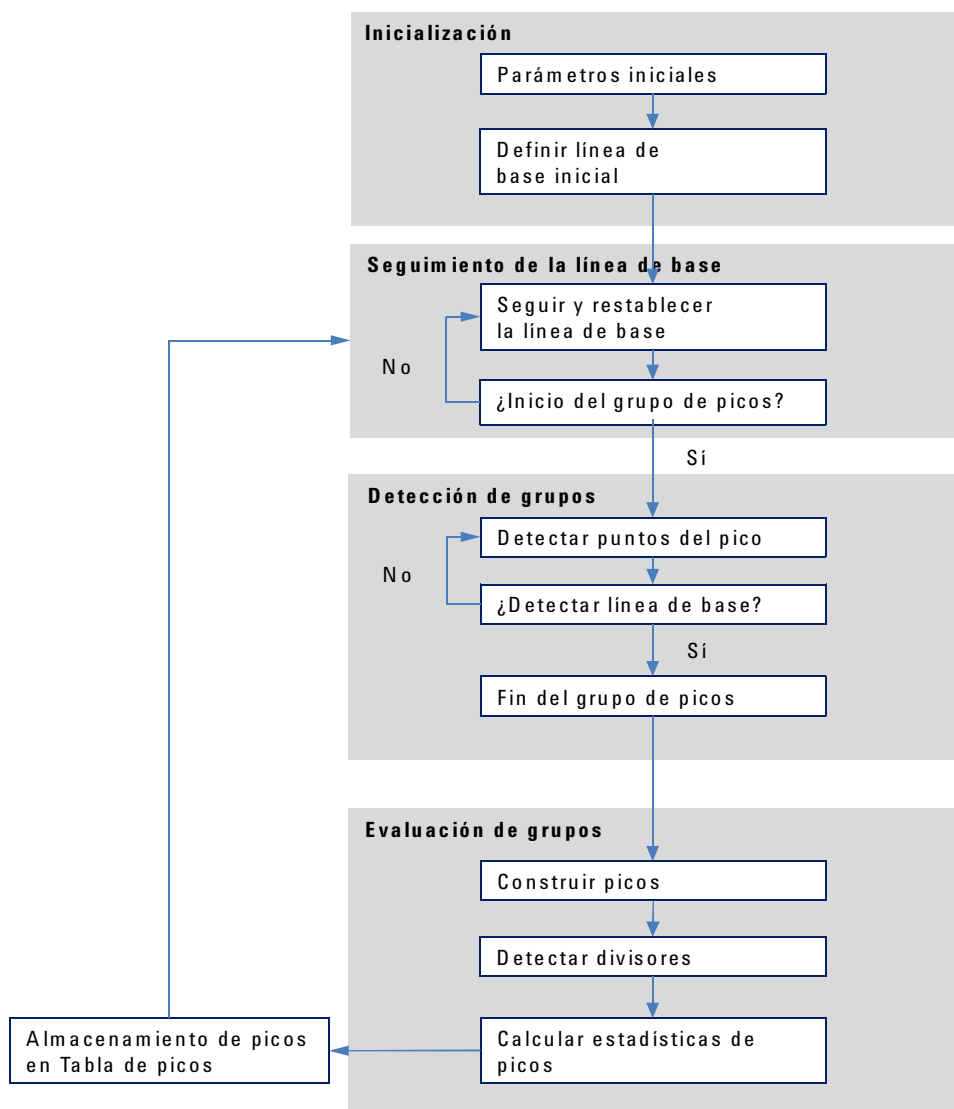 Inicialización
Parámetros iniciales
Definir línea de
base inicial
Seguimiento de la línea de base
Seguir y restablecer
la línea de base
No
¿Inicio del grupo de picos?
Sí
Detección de grupos
Detectar puntos del pico
No
¿Detectar línea de base?
Sí
Fin del grupo de picos
Evaluación de grupos
Construir picos
Detectar divisores
Calcular estadísticas de
picos
Almacenamiento de picos
en Tabla de picos